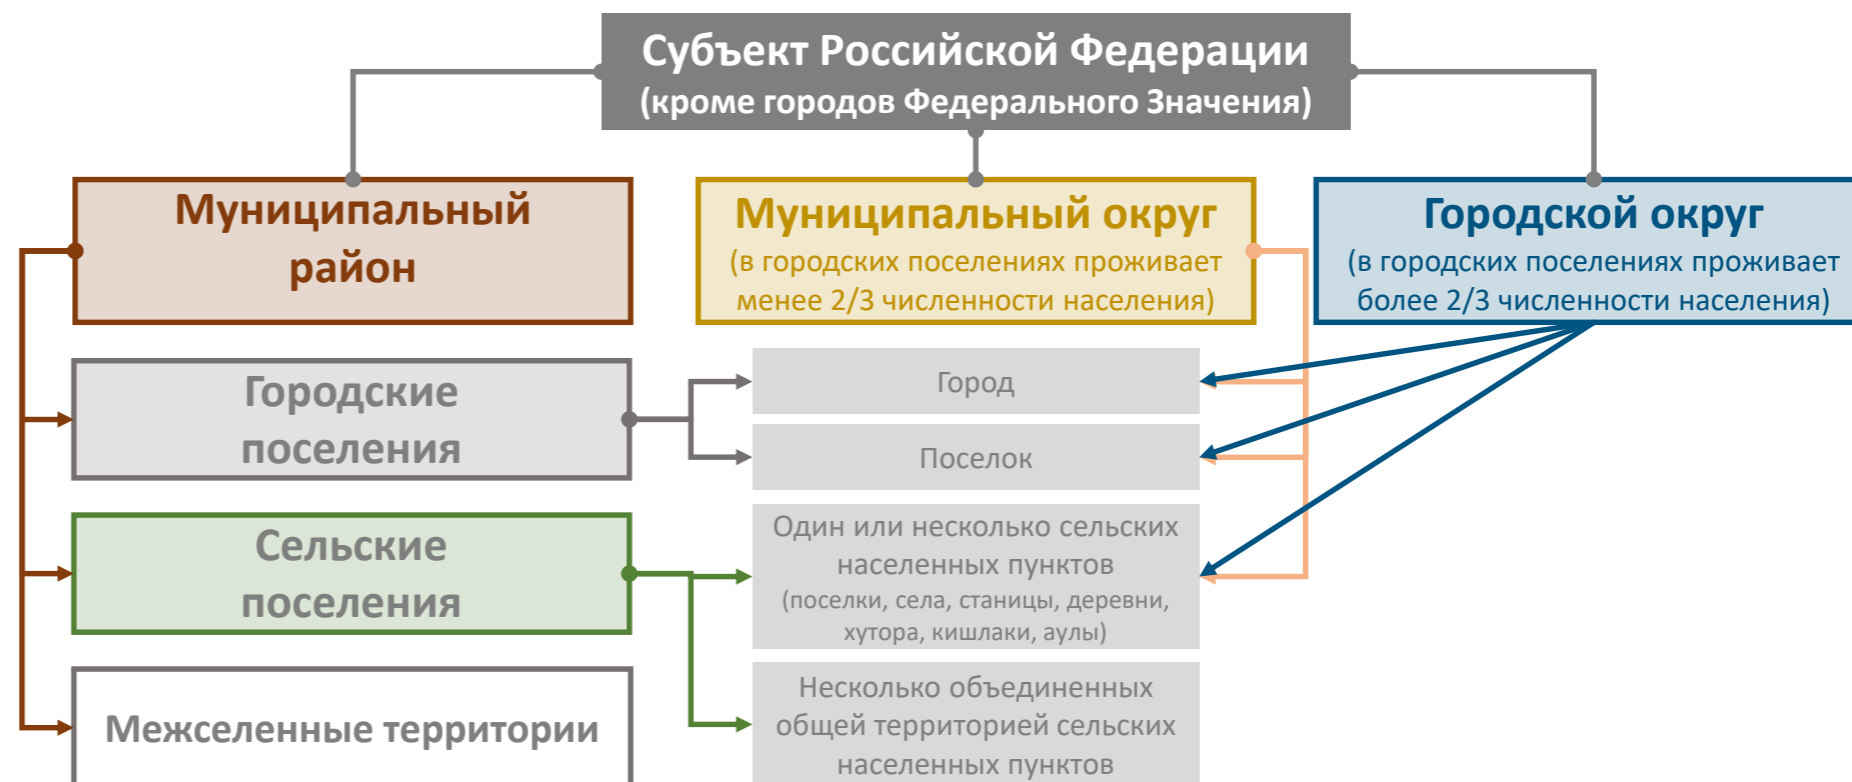 Субъект Российской Федерации
(кроме городов Федерального Значения)
Муниципальный
район
Муниципальный округ
(в городских поселениях проживает
менее 2/3 численности населения)
Городской округ
(в городских поселениях проживает
более 2/3 численности населения)
Городские
поселения
Город
Поселок
Сельские
поселения
Один или несколько сельских
населенных пунктов
(поселки, села, станицы, деревни,
хутора, кишлаки, аулы)
Межселенные территории
Несколько объединенных
общей территорией сельских
населенных пунктов